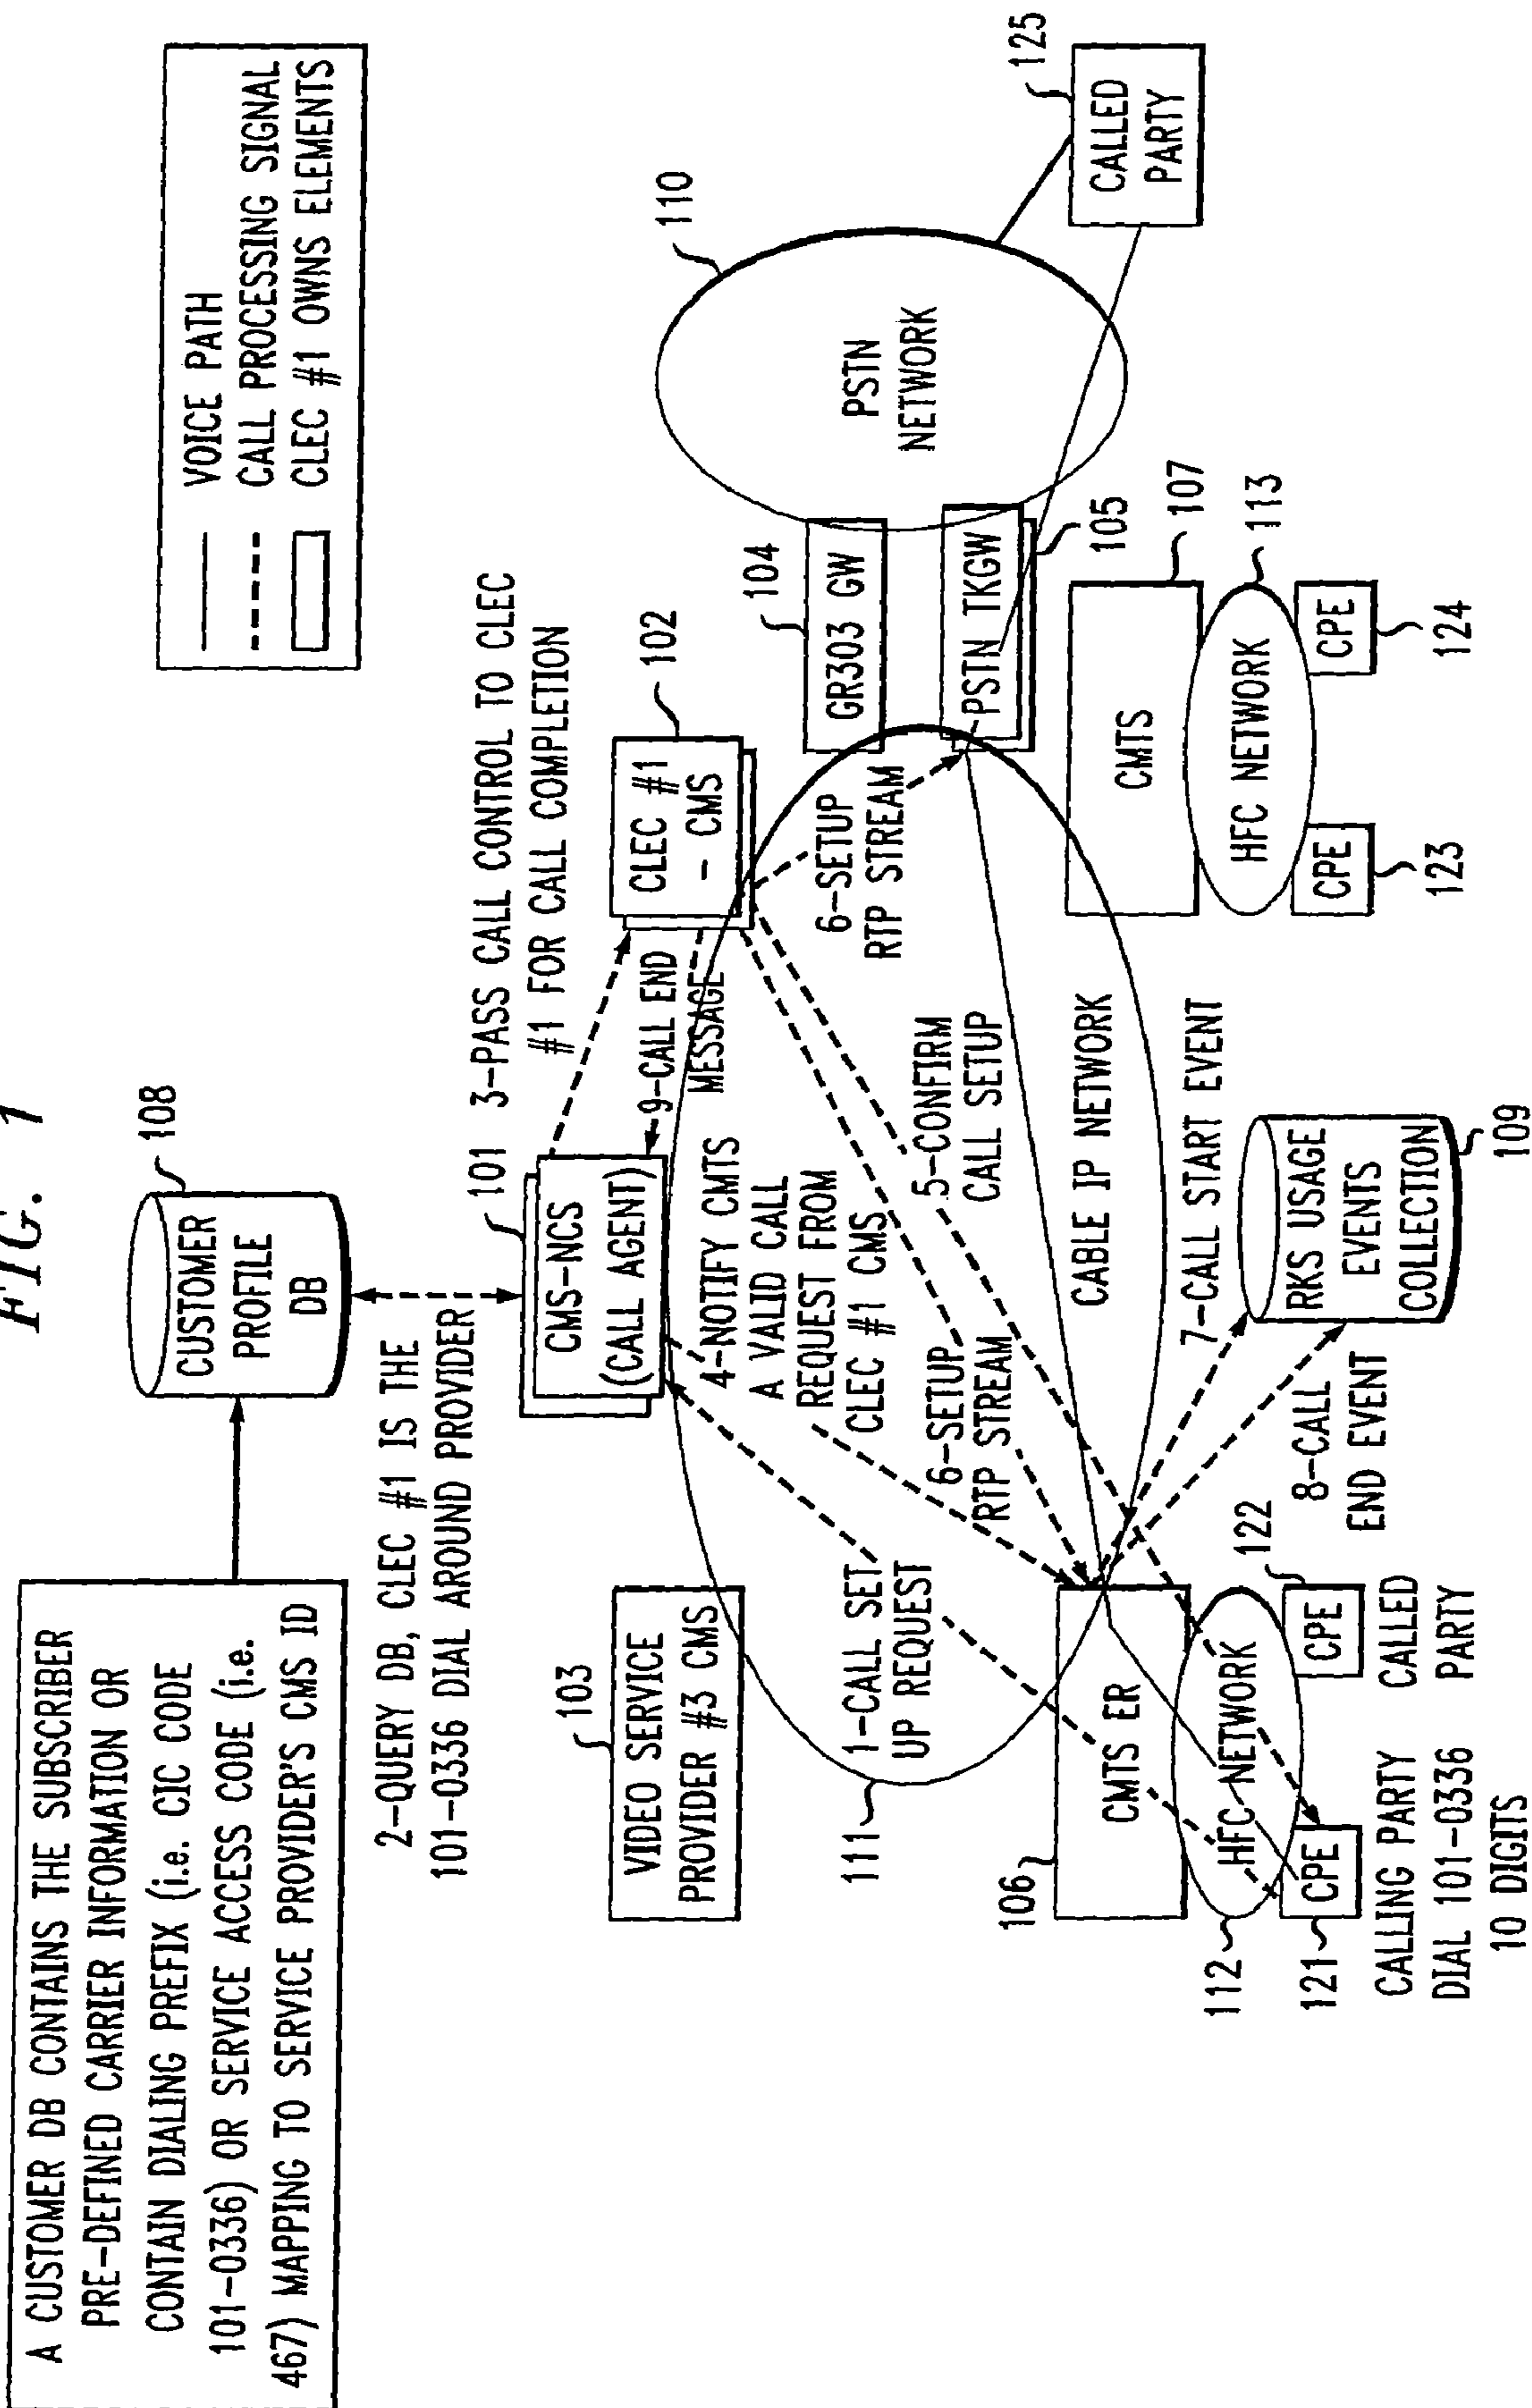 FIG. 1
A CUSTOMER DB CONTAINS THE SUBSCRIBER
PRE-DEFINED CARRIER INFORMATION OR
CONTAIN DIALING PREFIX (i.e. CIC CODE
101-0336) OR SERVICE ACCESS CODE (i.e.
467) MAPPING TO SERVICE PROVIDER'S CMS ID
CUSTOMER
PROFILE
DB
108
VOICE PATH
CALL PROCESSING SIGNAL
CLEC #1 OWNS ELEMENTS
2-QUERY DB, CLEC #1 IS THE
101-0336 DIAL AROUND PROVIDER
101
3-PASS CALL CONTROL TO CLEC
#1 FOR CALL COMPLETION
103
VIDEO SERVICE
PROVIDER #3 CMS
CMS-NCS
(CALL AGENT)
9-CALL END
MESSAGE
CLEC #1
- CMS
102
110
PSTN
NETWORK
104
GR303 GW
PSTN TKGW
105
125
CALLED
PARTY
111
1-CALL SET
UP REQUEST
4-NOTIFY CMTS
A VALID CALL
REQUEST FROM
CLEC #1 CMS
6-SETUP
RTP STREAM
5-CONFIRM
CALL SETUP
6-SETUP
RTP STREAM
CABLE IP NETWORK
106
CMTS ER
107
CMTS
7-CALL START EVENT
112
HFC NETWORK
113
HFC NETWORK
121
CPE
122
CPE
123
CPE
124
CPE
8-CALL
END EVENT
RKS USAGE
EVENTS
COLLECTION
109
CALLING PARTY
DIAL 101-0336
10 DIGITS
CALLED
PARTY